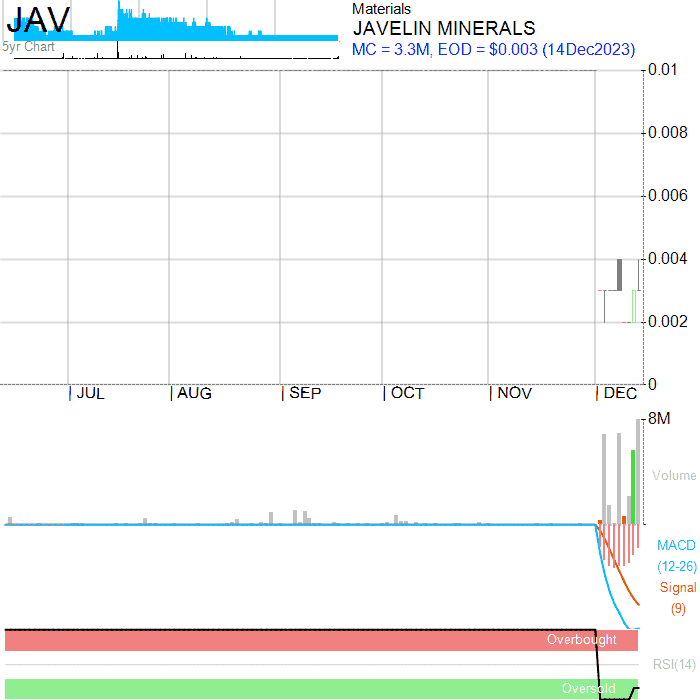 JAV
5yr Chart
Materials
JAVELIN MINERALS
MC = 3.3M, EOD = $0.003 (14Dec2023)
0.01
0.008
0.006
0.004
0.002
0
JUL AUG SEP OCT NOV DEC
8M
Volume
MACD
(12-26)
Signal
(9)
Overbought
RSI(14)
Oversold